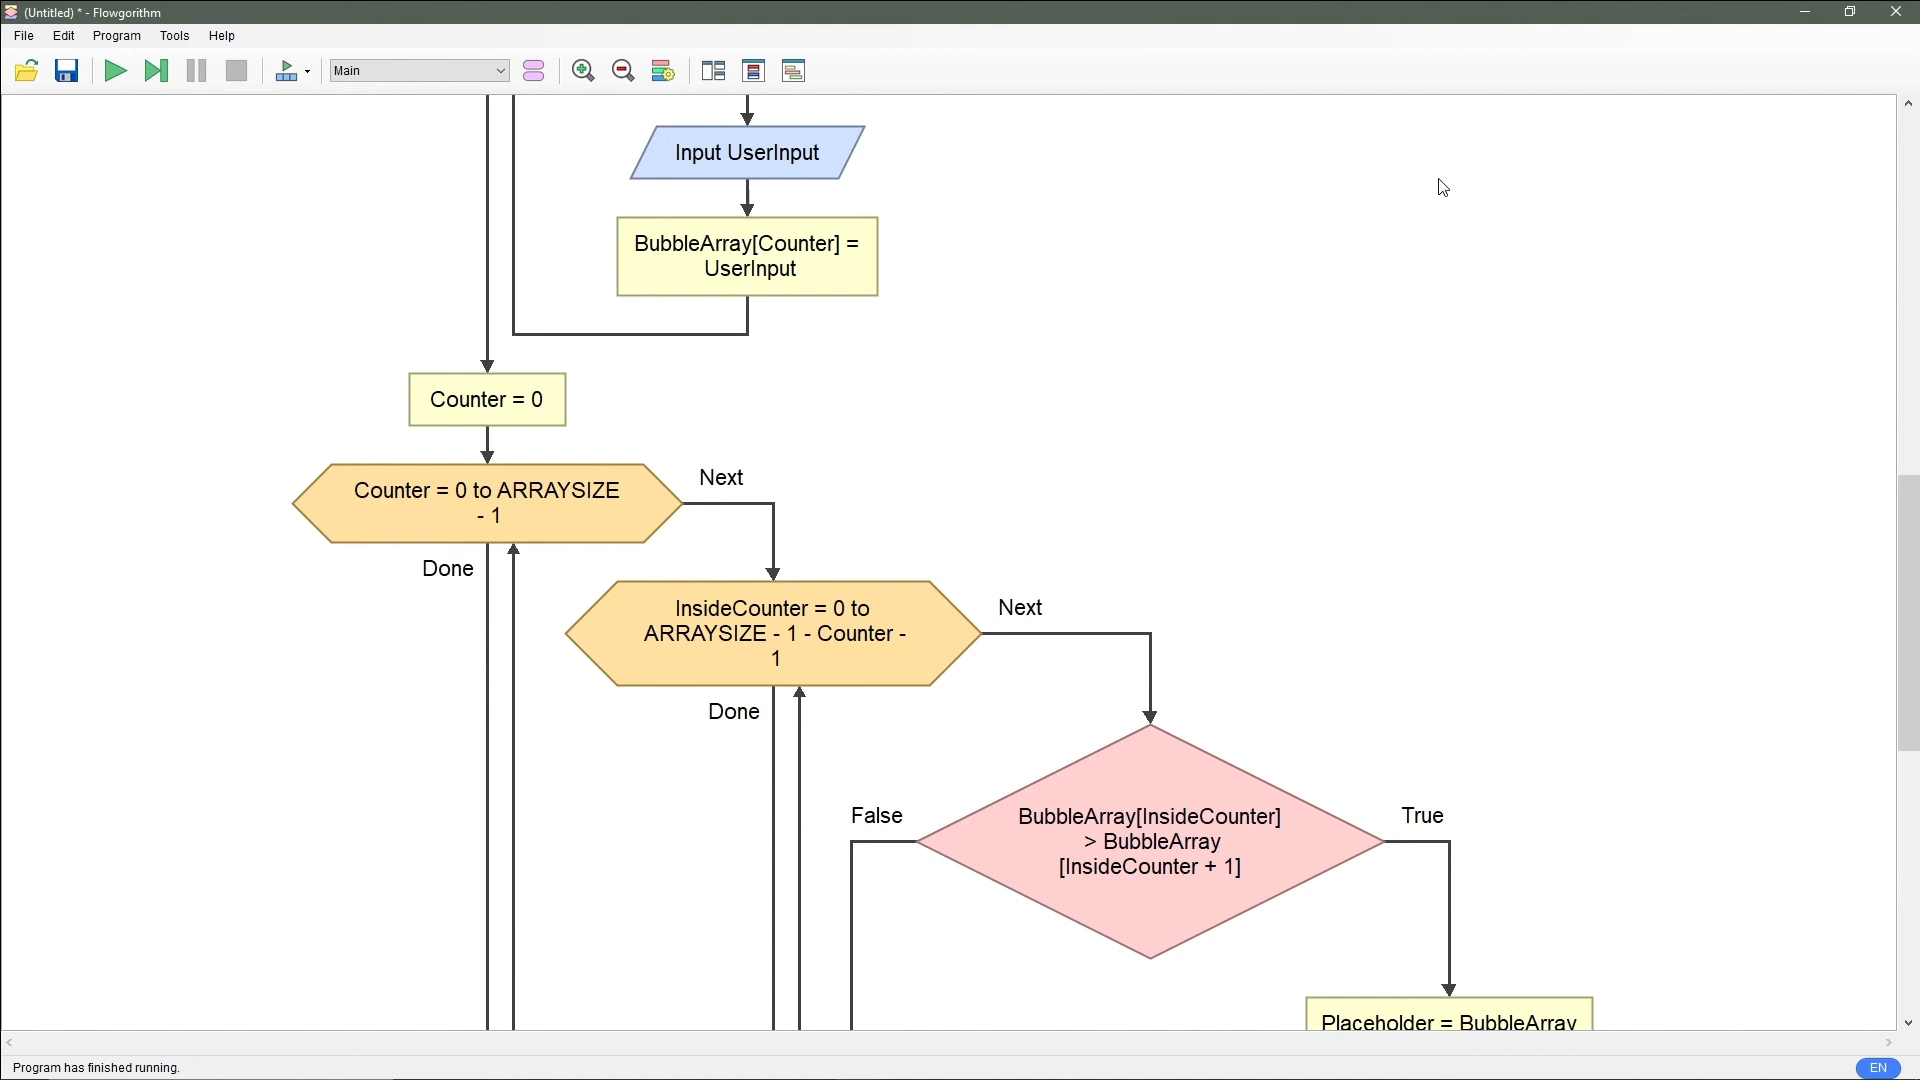 (Untitled) * - Flowgorithm
File Edit Program Tools Help
Main
Input UserInput
BubbleArray[Counter] =
UserInput
Counter = 0
Counter = 0 to ARRAYSIZE
- 1
Next
Done
InsideCounter = 0 to
ARRAYSIZE - 1 - Counter -
1
Next
Done
False
BubbleArray[InsideCounter]
> BubbleArray
[InsideCounter + 1]
True
Placeholder = BubbleArray
Program has finished running.
EN